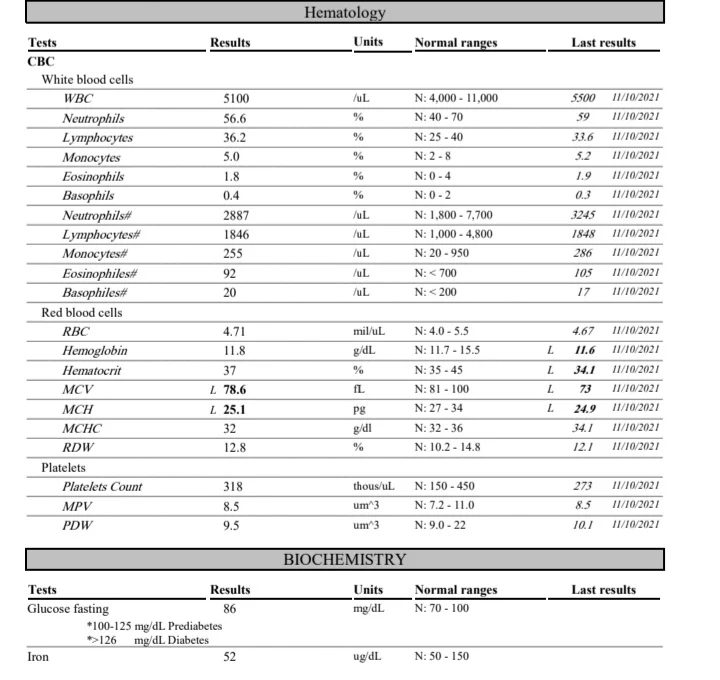 Hematology
Tests Results Units Normal ranges Last results
CBC
White blood cells
WBC 5100 /uL N: 4,000 - 11,000 5500 11/10/2021
Neutrophils 56.6 % N: 40 - 70 59 11/10/2021
Lymphocytes 36.2 % N: 25 - 40 33.6 11/10/2021
Monocytes 5.0 % N: 2 - 8 5.2 11/10/2021
Eosinophils 1.8 % N: 0 - 4 1.9 11/10/2021
Basophils 0.4 % N: 0 - 2 0.3 11/10/2021
Neutrophils# 2887 /uL N: 1,800 - 7,700 3245 11/10/2021
Lymphocytes# 1846 /uL N: 1,000 - 4,800 1848 11/10/2021
Monocytes# 255 /uL N: 20 - 950 286 11/10/2021
Eosinophiles# 92 /uL N: < 700 105 11/10/2021
Basophiles# 20 /uL N: < 200 17 11/10/2021
Red blood cells
RBC 4.71 mil/uL N: 4.0 - 5.5 4.67 11/10/2021
Hemoglobin 11.8 g/dL N: 11.7 - 15.5 L 11.6 11/10/2021
Hematocrit 37 % N: 35 - 45 L 34.1 11/10/2021
MCV L 78.6 fL N: 81 - 100 L 73 11/10/2021
MCH L 25.1 pg N: 27 - 34 L 24.9 11/10/2021
MCHC 32 g/dl N: 32 - 36 34.1 11/10/2021
RDW 12.8 % N: 10.2 - 14.8 12.1 11/10/2021
Platelets
Platelets Count 318 thous/uL N: 150 - 450 273 11/10/2021
MPV 8.5 um^3 N: 7.2 - 11.0 8.5 11/10/2021
PDW 9.5 um^3 N: 9.0 - 22 10.1 11/10/2021
BIOCHEMISTRY
Tests Results Units Normal ranges Last results
Glucose fasting 86 mg/dL N: 70 - 100
*100-125 mg/dL Prediabetes
*>126 mg/dL Diabetes
Iron 52 ug/dL N: 50 - 150